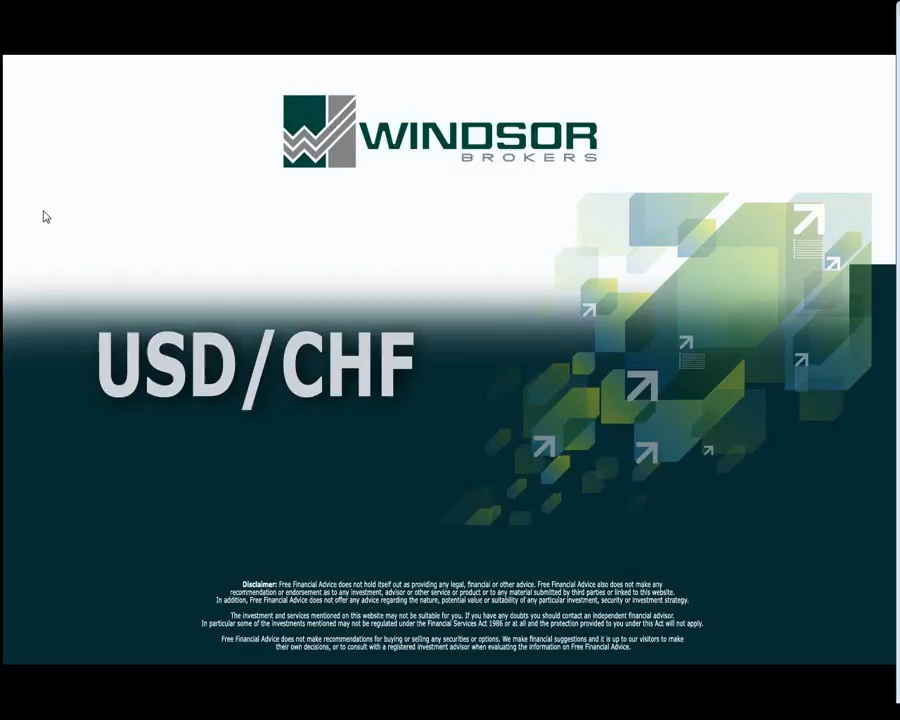 WINDSOR
BROKERS
USD/CHF
Disclaimer: Free Financial Advice does not hold itself out as providing any legal, financial or other advice. Free Financial Advice also does not make any
recommendation or endorsement as to any investment, advisor or other service or product or to any material submitted by third parties or linked to this website.
In addition, Free Financial Advice does not offer any advice regarding the nature, potential value or suitability of any particular investment, security or investment strategy.
The investment and services mentioned on this website may not be suitable for you. If you have any doubts you should contact an independent financial advisor.
In particular some of the investments mentioned may not be regulated under the Financial Services Act 1986 or at all and the protection provided to you under this Act will not apply.
Free Financial Advice does not make recommendations for buying or selling any securities or options. We make financial suggestions and it is up to our visitors to make
their own decisions, or to consult with a registered investment advisor when evaluating the information on Free Financial Advice.